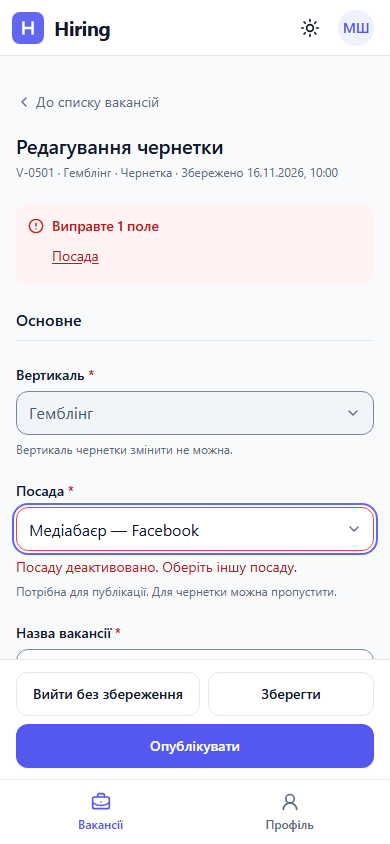 H Hiring
МШ
До списку вакансій
Редагування чернетки
V-0501 · Гемблінг · Чернетка · Збережено 16.11.2026, 10:00
Виправте 1 поле
Посада
Основне
Вертикаль *
Гемблінг
Вертикаль чернетки змінити не можна.
Посада *
Медіабаєр — Facebook
Посаду деактивовано. Оберіть іншу посаду.
Потрібна для публікації. Для чернетки можна пропустити.
Назва вакансії *
Вийти без збереження
Зберегти
Опублікувати
Вакансії
Профіль